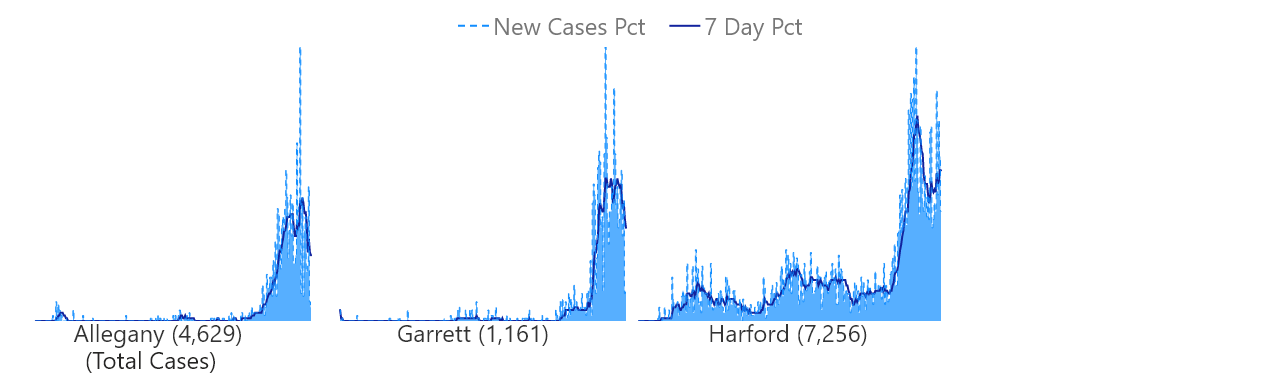 New Cases Pct 7 Day Pct
Allegany (4,629) Garrett (1,161) Harford (7,256)
(Total Cases)